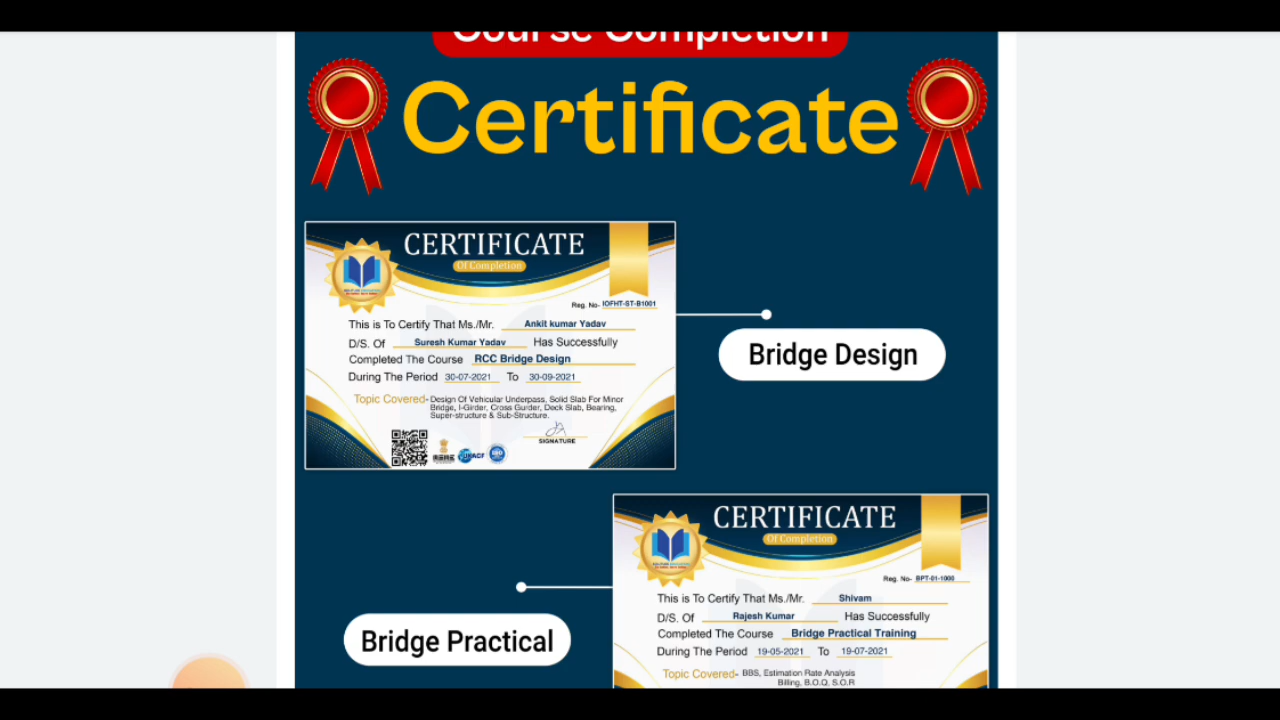 Course Completion
Certificate
CERTIFICATE
Of Completion
Reg. No- IOFHT-ST-B1001
This is To Certify That Ms./Mr. Ankit kumar Yadav
D/S. Of Suresh Kumar Yadav Has Successfully
Completed The Course RCC Bridge Design
During The Period 30-07-2021 To 30-09-2021
Topic Covered- Design Of Vehicular Underpass, Solid Slab For Minor
Bridge, I-Girder, Cross Gurder, Deck Slab, Bearing,
Super-structure & Sub-Structure.
SIGNATURE
Bridge Design
CERTIFICATE
Of Completion
Reg. No- BPT-01-1000
This is To Certify That Ms./Mr. Shivam
D/S. Of Rajesh Kumar Has Successfully
Completed The Course Bridge Practical Training
During The Period 19-05-2021 To 19-07-2021
Topic Covered- BBS, Estimation Rate Analysis
Billing, B.O.Q, S.O.R
Bridge Practical